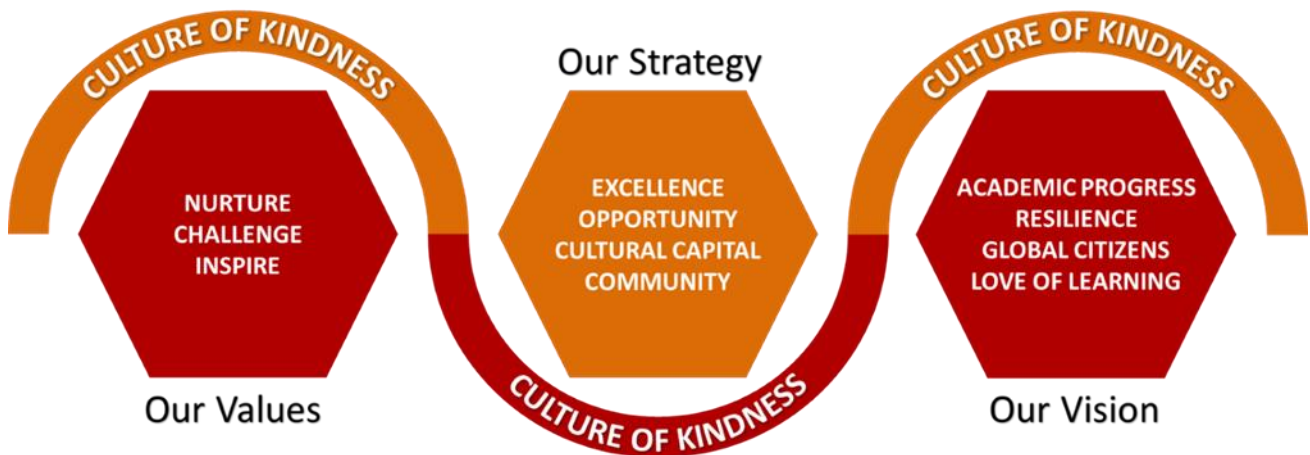 CULTURE OF KINDNESS
NURTURE
CHALLENGE
INSPIRE
Our Values
Our Strategy
EXCELLENCE
OPPORTUNITY
CULTURAL CAPITAL
COMMUNITY
CULTURE OF KINDNESS
CULTURE OF KINDNESS
ACADEMIC PROGRESS
RESILIENCE
GLOBAL CITIZENS
LOVE OF LEARNING
Our Vision